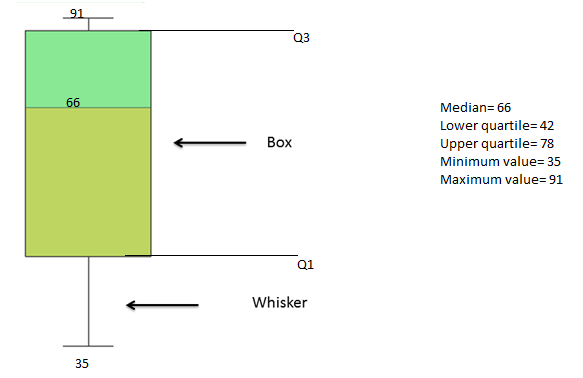 91
Q3
66
Box
Q1
Whisker
35
Median= 66
Lower quartile= 42
Upper quartile= 78
Minimum value= 35
Maximum value= 91